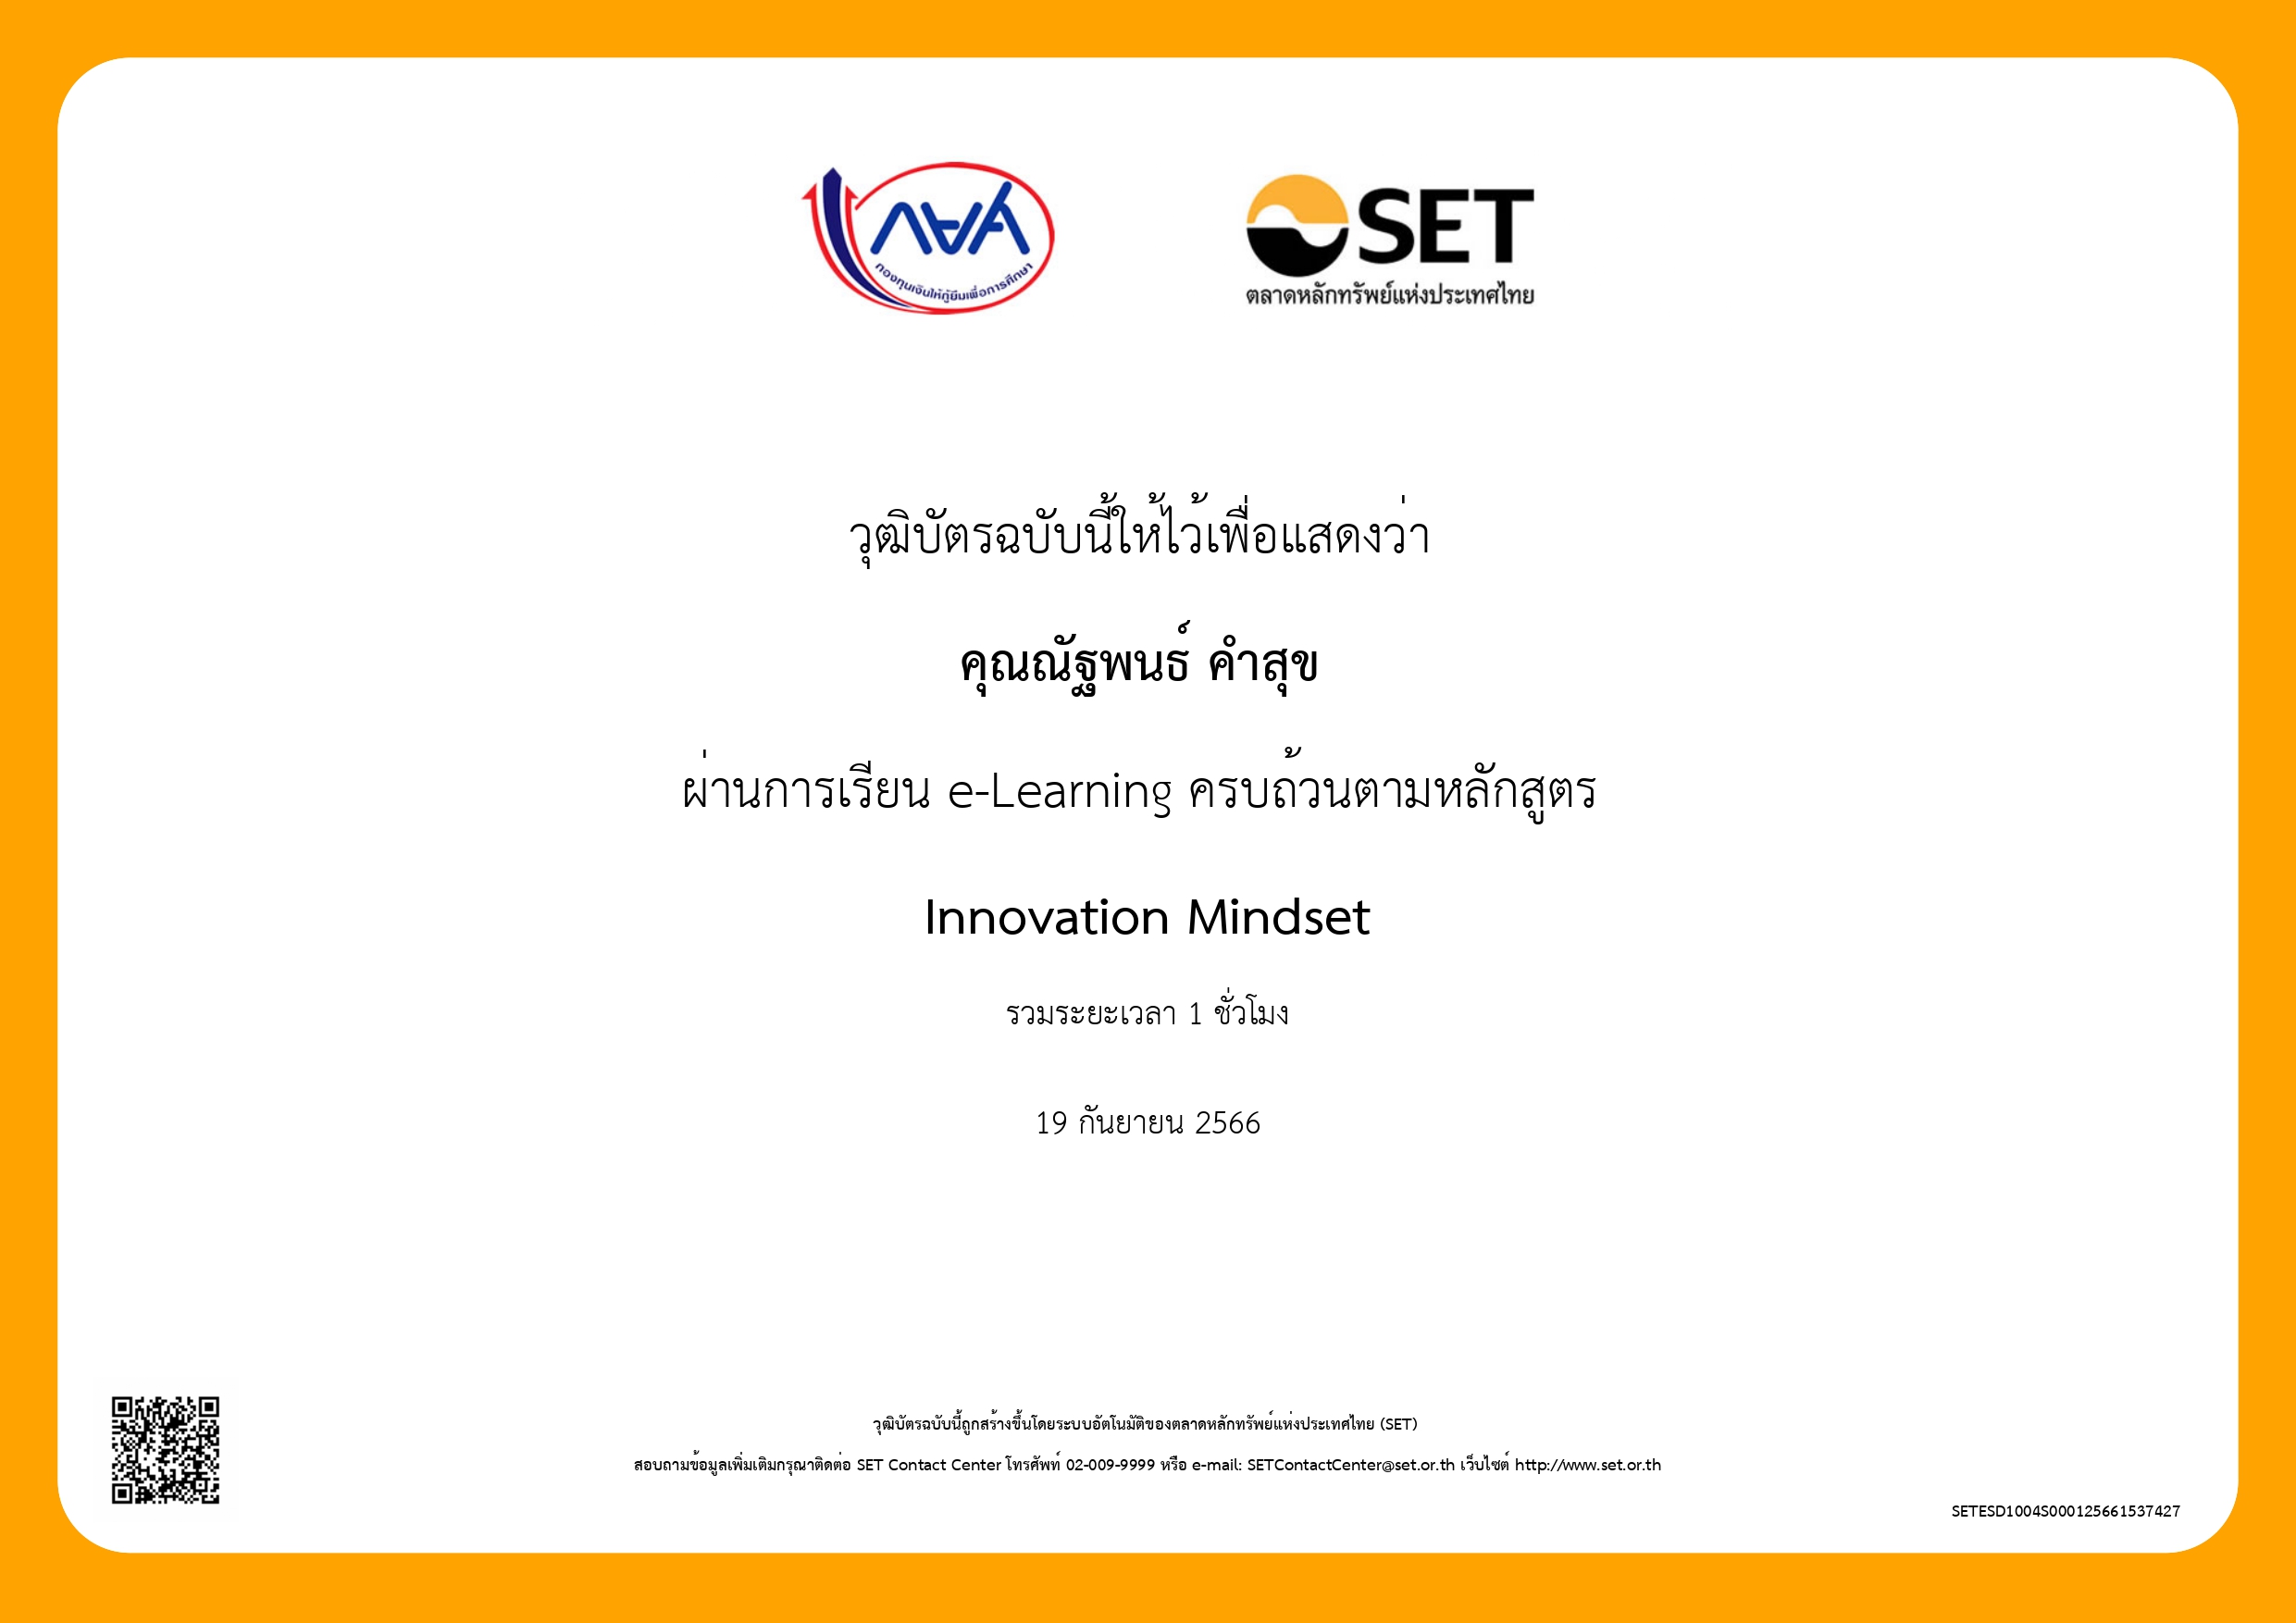 กยศ
กองทุนเงินให้กู้ยืมเพื่อการศึกษา
SET
ตลาดหลักทรัพย์แห่งประเทศไทย
วุฒิบัตรฉบับนี้ให้ไว้เพื่อแสดงว่า
คุณณัฐพนธ์ คำสุข
ผ่านการเรียน e-Learning ครบถ้วนตามหลักสูตร
Innovation Mindset
รวมระยะเวลา 1 ชั่วโมง
19 กันยายน 2566
วุฒิบัตรฉบับนี้ถูกสร้างขึ้นโดยระบบอัตโนมัติของตลาดหลักทรัพย์แห่งประเทศไทย (SET)
สอบถามข้อมูลเพิ่มเติมกรุณาติดต่อ SET Contact Center โทรศัพท์ 02-009-9999 หรือ e-mail: SETContactCenter@set.or.th เว็บไซต์ http://www.set.or.th
SETESD1004S000125661537427